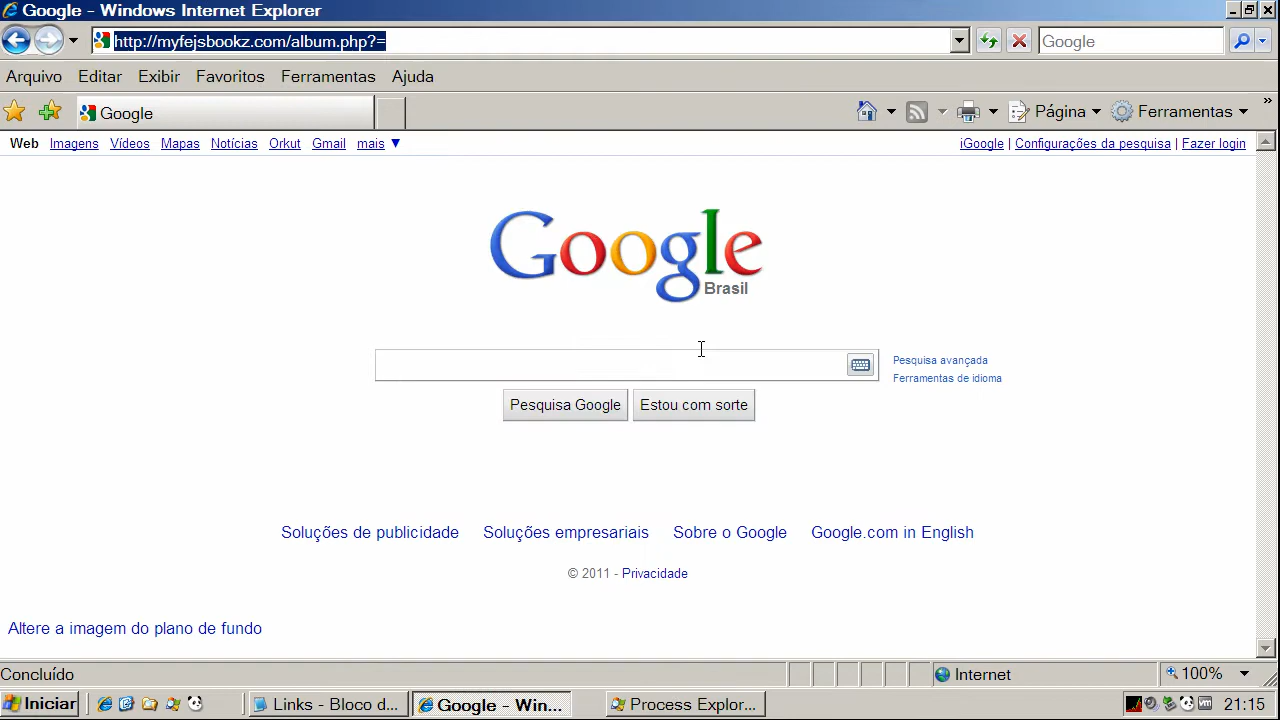 Google - Windows Internet Explorer
http://myfejsbookz.com/album.php?=
Google
Arquivo Editar Exibir Favoritos Ferramentas Ajuda
Google
Página Ferramentas
Web Imagens Vídeos Mapas Notícias Orkut Gmail mais ▼
iGoogle | Configurações da pesquisa | Fazer login
Google
Brasil
Pesquisa avançada
Ferramentas de idioma
Pesquisa Google
Estou com sorte
Soluções de publicidade Soluções empresariais Sobre o Google Google.com in English
© 2011 - Privacidade
Altere a imagem do plano de fundo
Concluído
Internet
100%
Iniciar
Links - Bloco d...
Google - Win...
Process Explor...
21:15